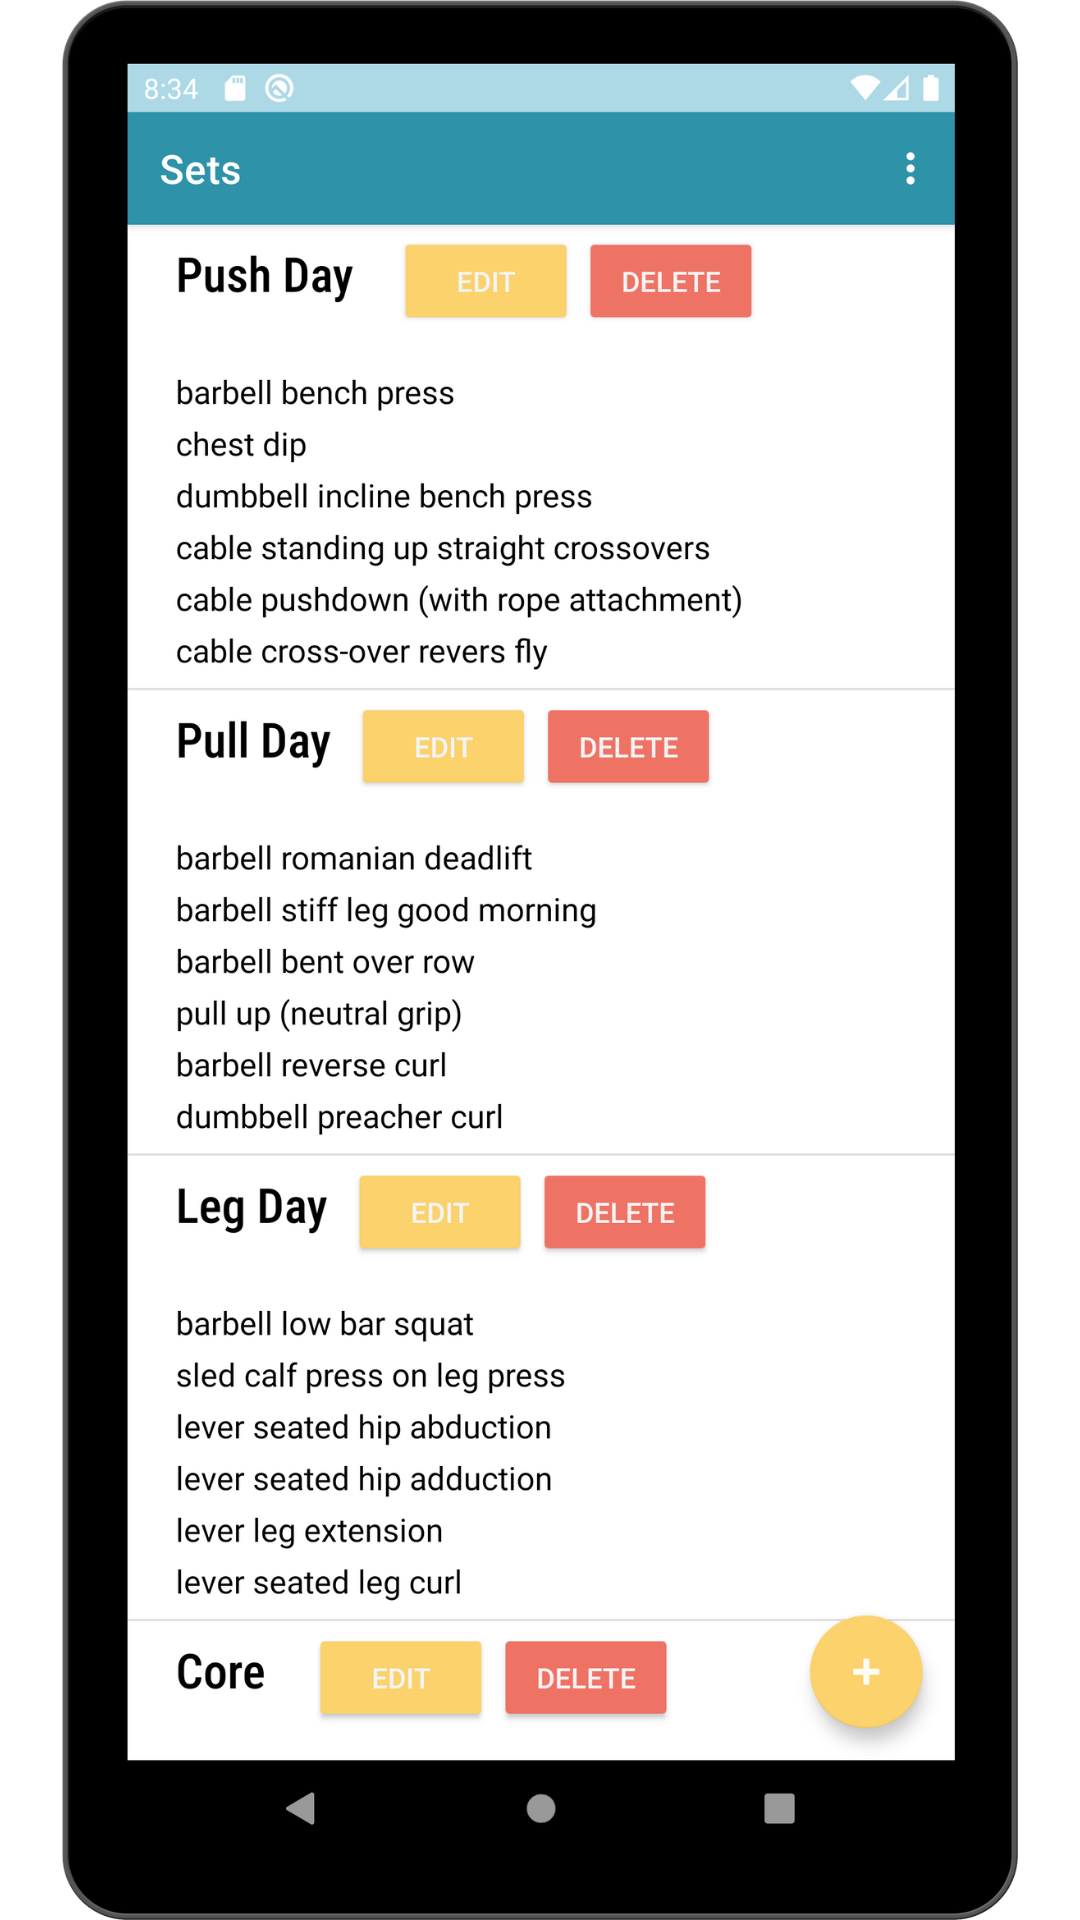 8:34
Sets
Push Day EDIT DELETE
barbell bench press
chest dip
dumbbell incline bench press
cable standing up straight crossovers
cable pushdown (with rope attachment)
cable cross-over revers fly
Pull Day EDIT DELETE
barbell romanian deadlift
barbell stiff leg good morning
barbell bent over row
pull up (neutral grip)
barbell reverse curl
dumbbell preacher curl
Leg Day EDIT DELETE
barbell low bar squat
sled calf press on leg press
lever seated hip abduction
lever seated hip adduction
lever leg extension
lever seated leg curl
Core EDIT DELETE +